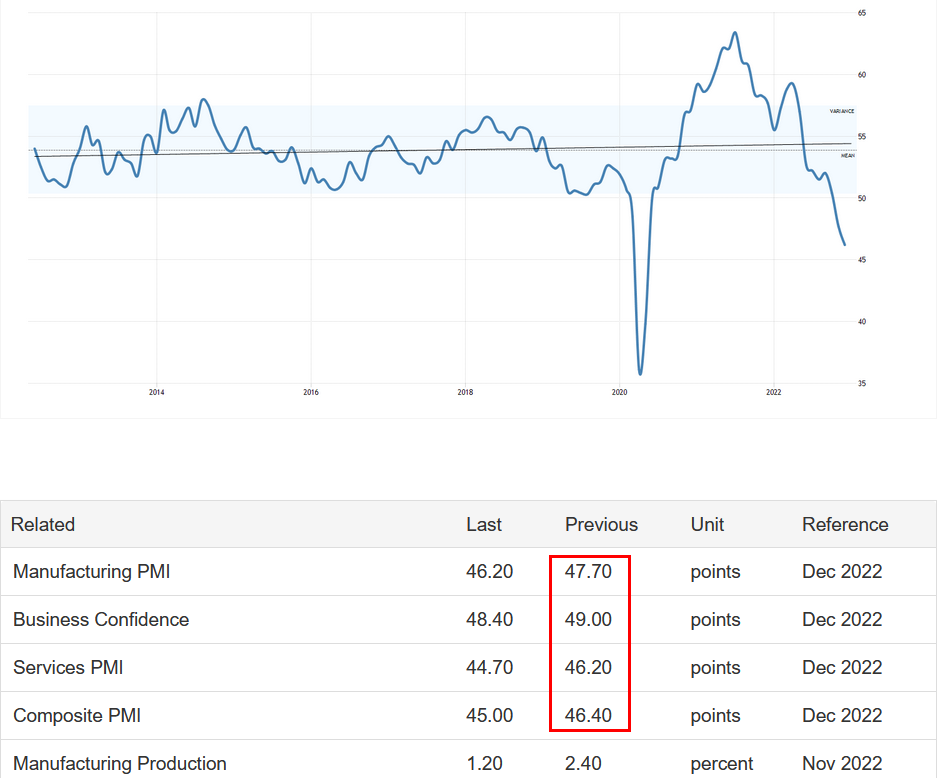 65
60
VARIANCE
55
MEAN
50
45
40
35
2014 2016 2018 2020 2022
Related Last Previous Unit Reference
Manufacturing PMI 46.20 47.70 points Dec 2022
Business Confidence 48.40 49.00 points Dec 2022
Services PMI 44.70 46.20 points Dec 2022
Composite PMI 45.00 46.40 points Dec 2022
Manufacturing Production 1.20 2.40 percent Nov 2022